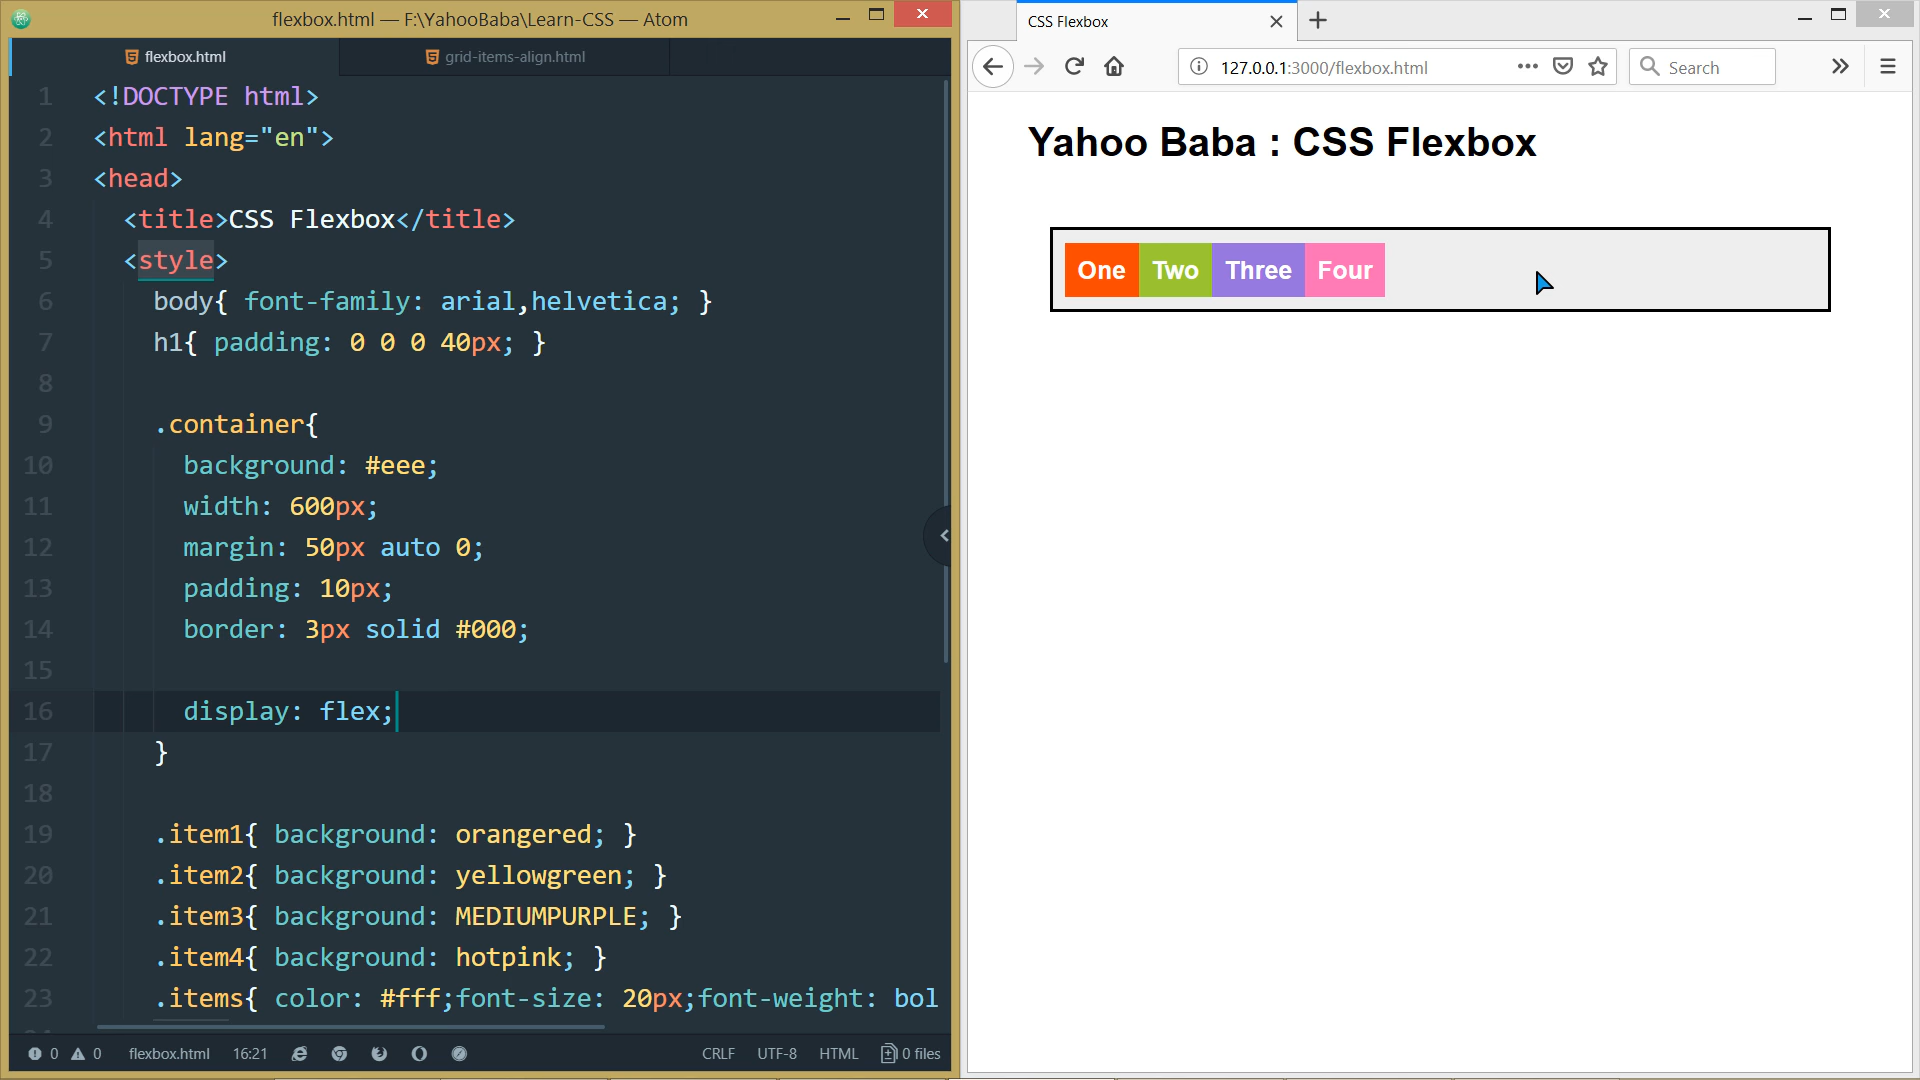 flexbox.html — F:\YahooBaba\Learn-CSS — Atom
flexbox.html
grid-items-align.html
1 <!DOCTYPE html>
2 <html lang="en">
3 <head>
4 <title>CSS Flexbox</title>
5 <style>
6 body{ font-family: arial,helvetica; }
7 h1{ padding: 0 0 0 40px; }
8
9 .container{
10 background: #eee;
11 width: 600px;
12 margin: 50px auto 0;
13 padding: 10px;
14 border: 3px solid #000;
15
16 display: flex;
17 }
18
19 .item1{ background: orangered; }
20 .item2{ background: yellowgreen; }
21 .item3{ background: MEDIUMPURPLE; }
22 .item4{ background: hotpink; }
23 .items{ color: #fff;font-size: 20px;font-weight: bol
0 0 flexbox.html 16:21 CRLF UTF-8 HTML 0 files
CSS Flexbox
127.0.0.1:3000/flexbox.html
Search
Yahoo Baba : CSS Flexbox
One Two Three Four